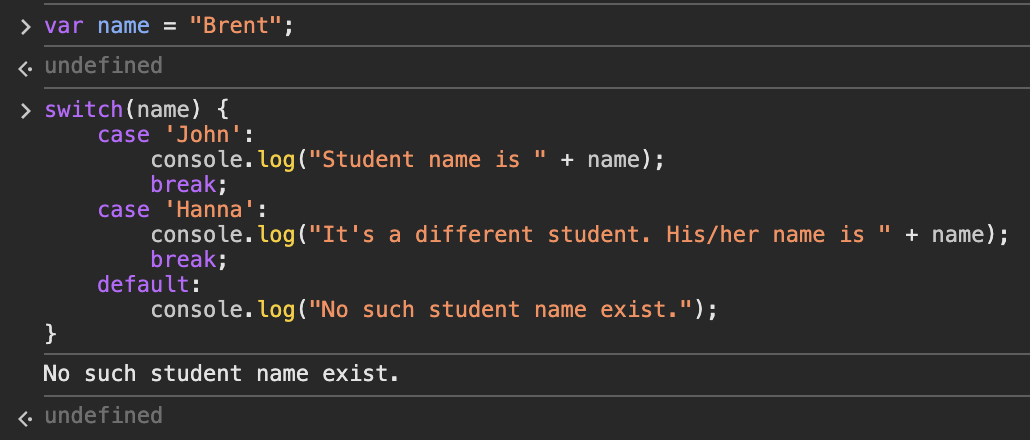 var name = "Brent";
undefined
switch(name) {
    case 'John':
        console.log("Student name is " + name);
        break;
    case 'Hanna':
        console.log("It's a different student. His/her name is " + name);
        break;
    default:
        console.log("No such student name exist.");
}
No such student name exist.
undefined